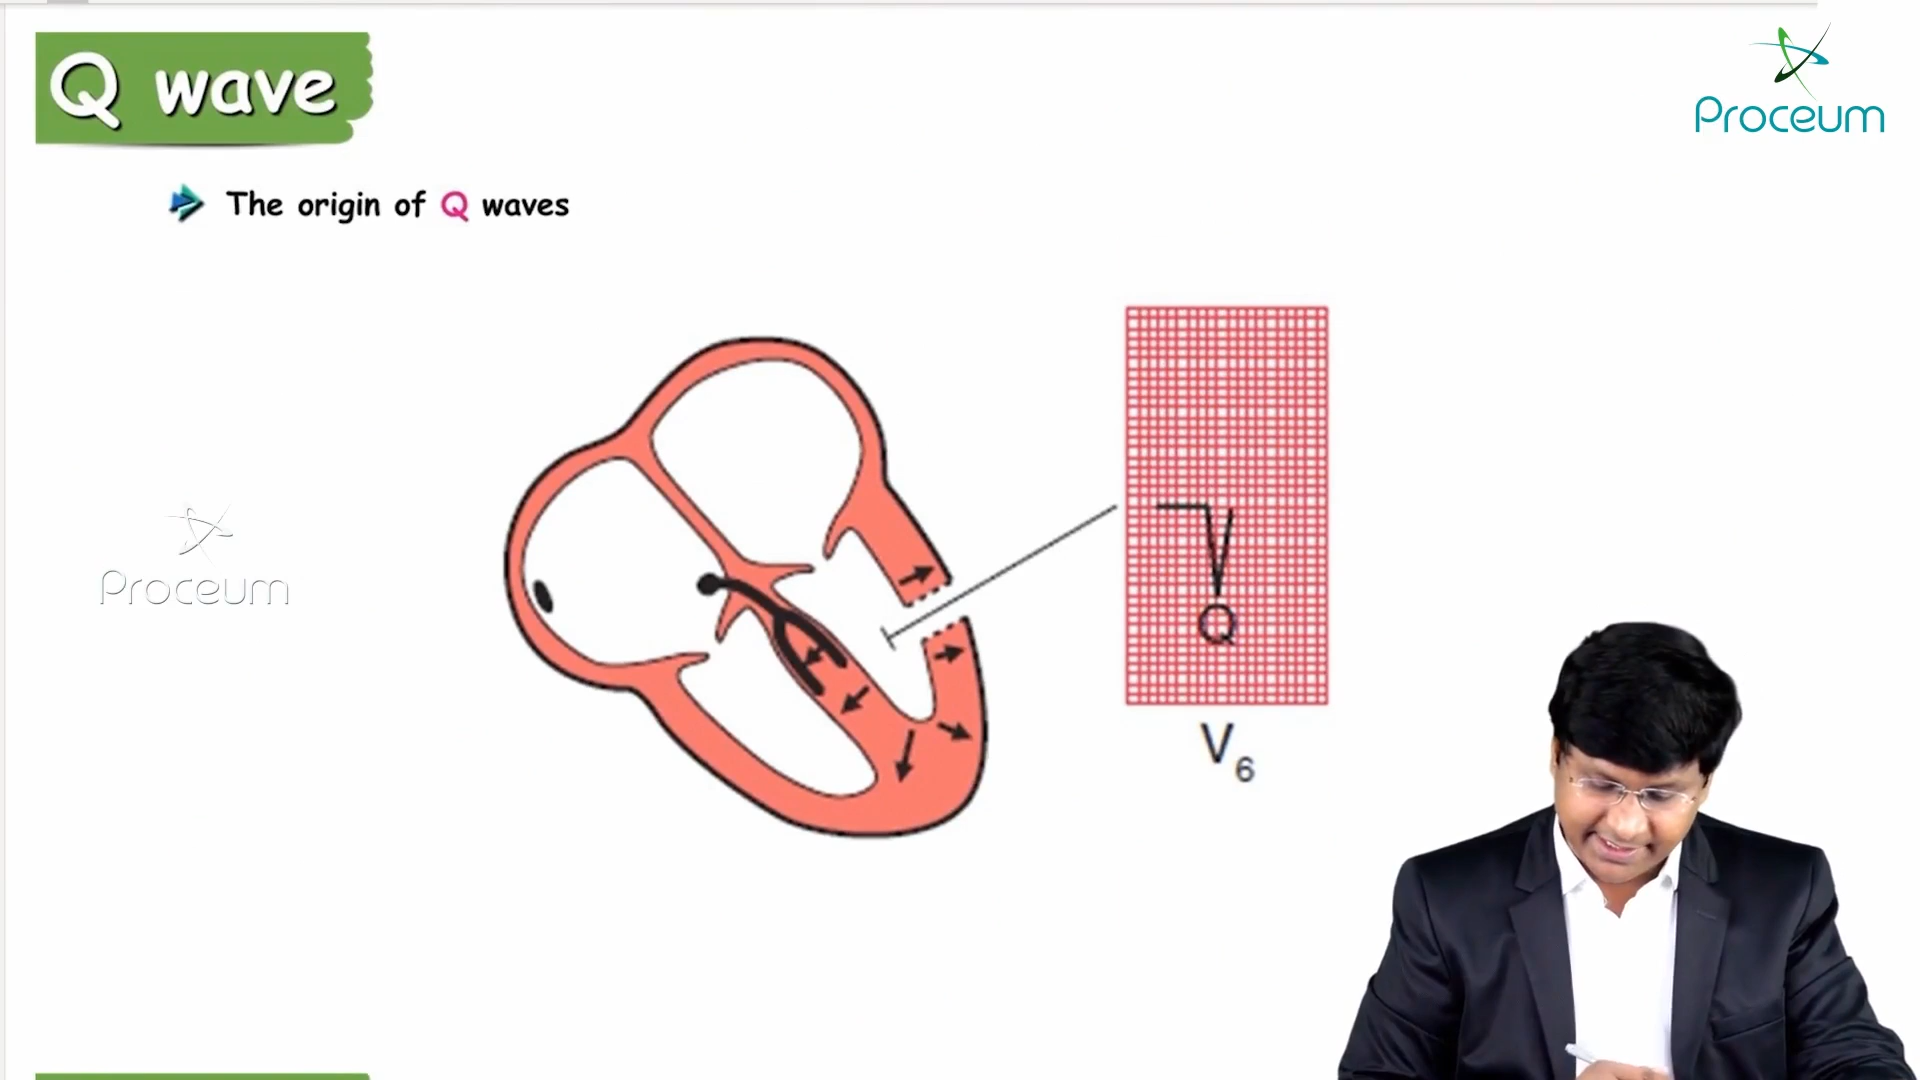 Q wave
Proceum
The origin of Q waves
Proceum
Q
V6